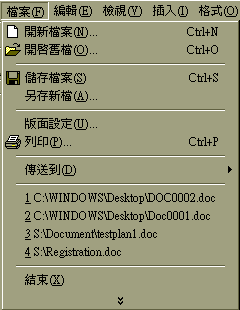 檔案(F) 編輯(E) 檢視(V) 插入(I) 格式(O)
開新檔案(N)... Ctrl+N
開啟舊檔(O)... Ctrl+O
儲存檔案(S) Ctrl+S
另存新檔(A)...
版面設定(U)...
列印(P)... Ctrl+P
傳送到(D)
1 C:\WINDOWS\Desktop\DOC0002.doc
2 C:\WINDOWS\Desktop\Doc0001.doc
3 S:\Document\testplan1.doc
4 S:\Registration.doc
結束(X)